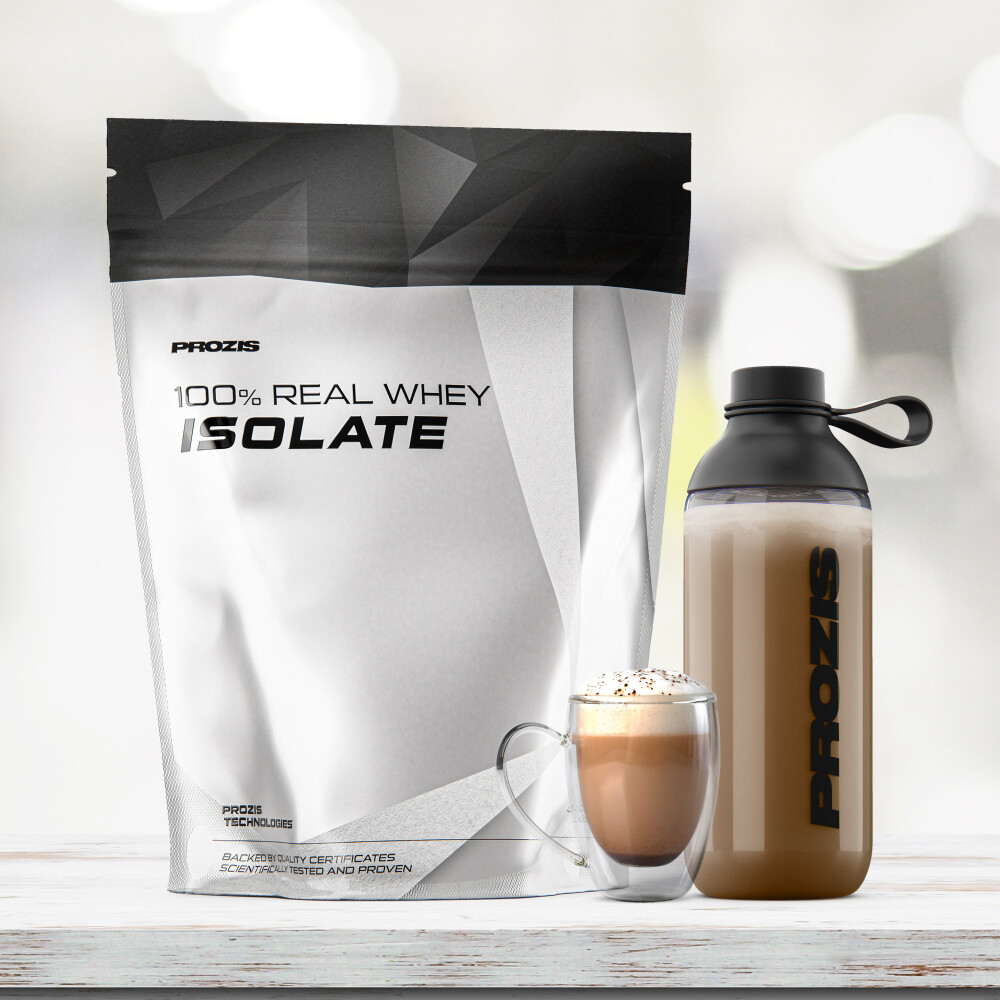 PROZIS
100% REAL WHEY
ISOLATE
PROZIS
TECHNOLOGIES
BACKED BY QUALITY CERTIFICATES
SCIENTIFICALLY TESTED AND PROVEN
PROZIS